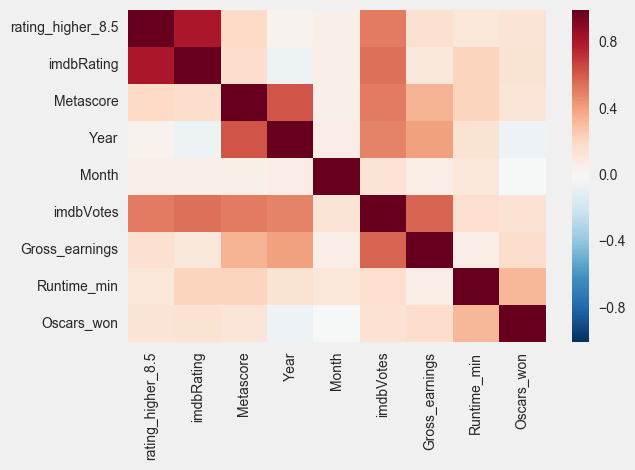 rating_higher_8.5
imdbRating
Metascore
Year
Month
imdbVotes
Gross_earnings
Runtime_min
Oscars_won
rating_higher_8.5
imdbRating
Metascore
Year
Month
imdbVotes
Gross_earnings
Runtime_min
Oscars_won
0.8
0.4
0.0
−0.4
−0.8